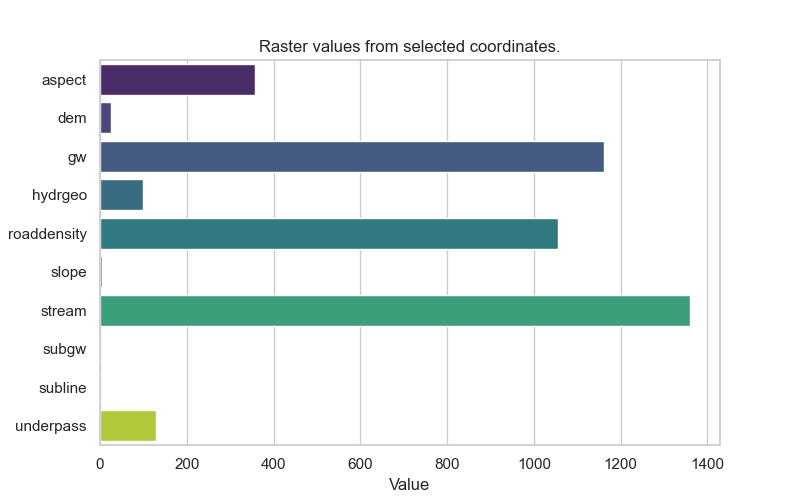 Raster values from selected coordinates.
aspect
dem
gw
hydrgeo
roaddensity
slope
stream
subgw
subline
underpass
0 200 400 600 800 1000 1200 1400
Value